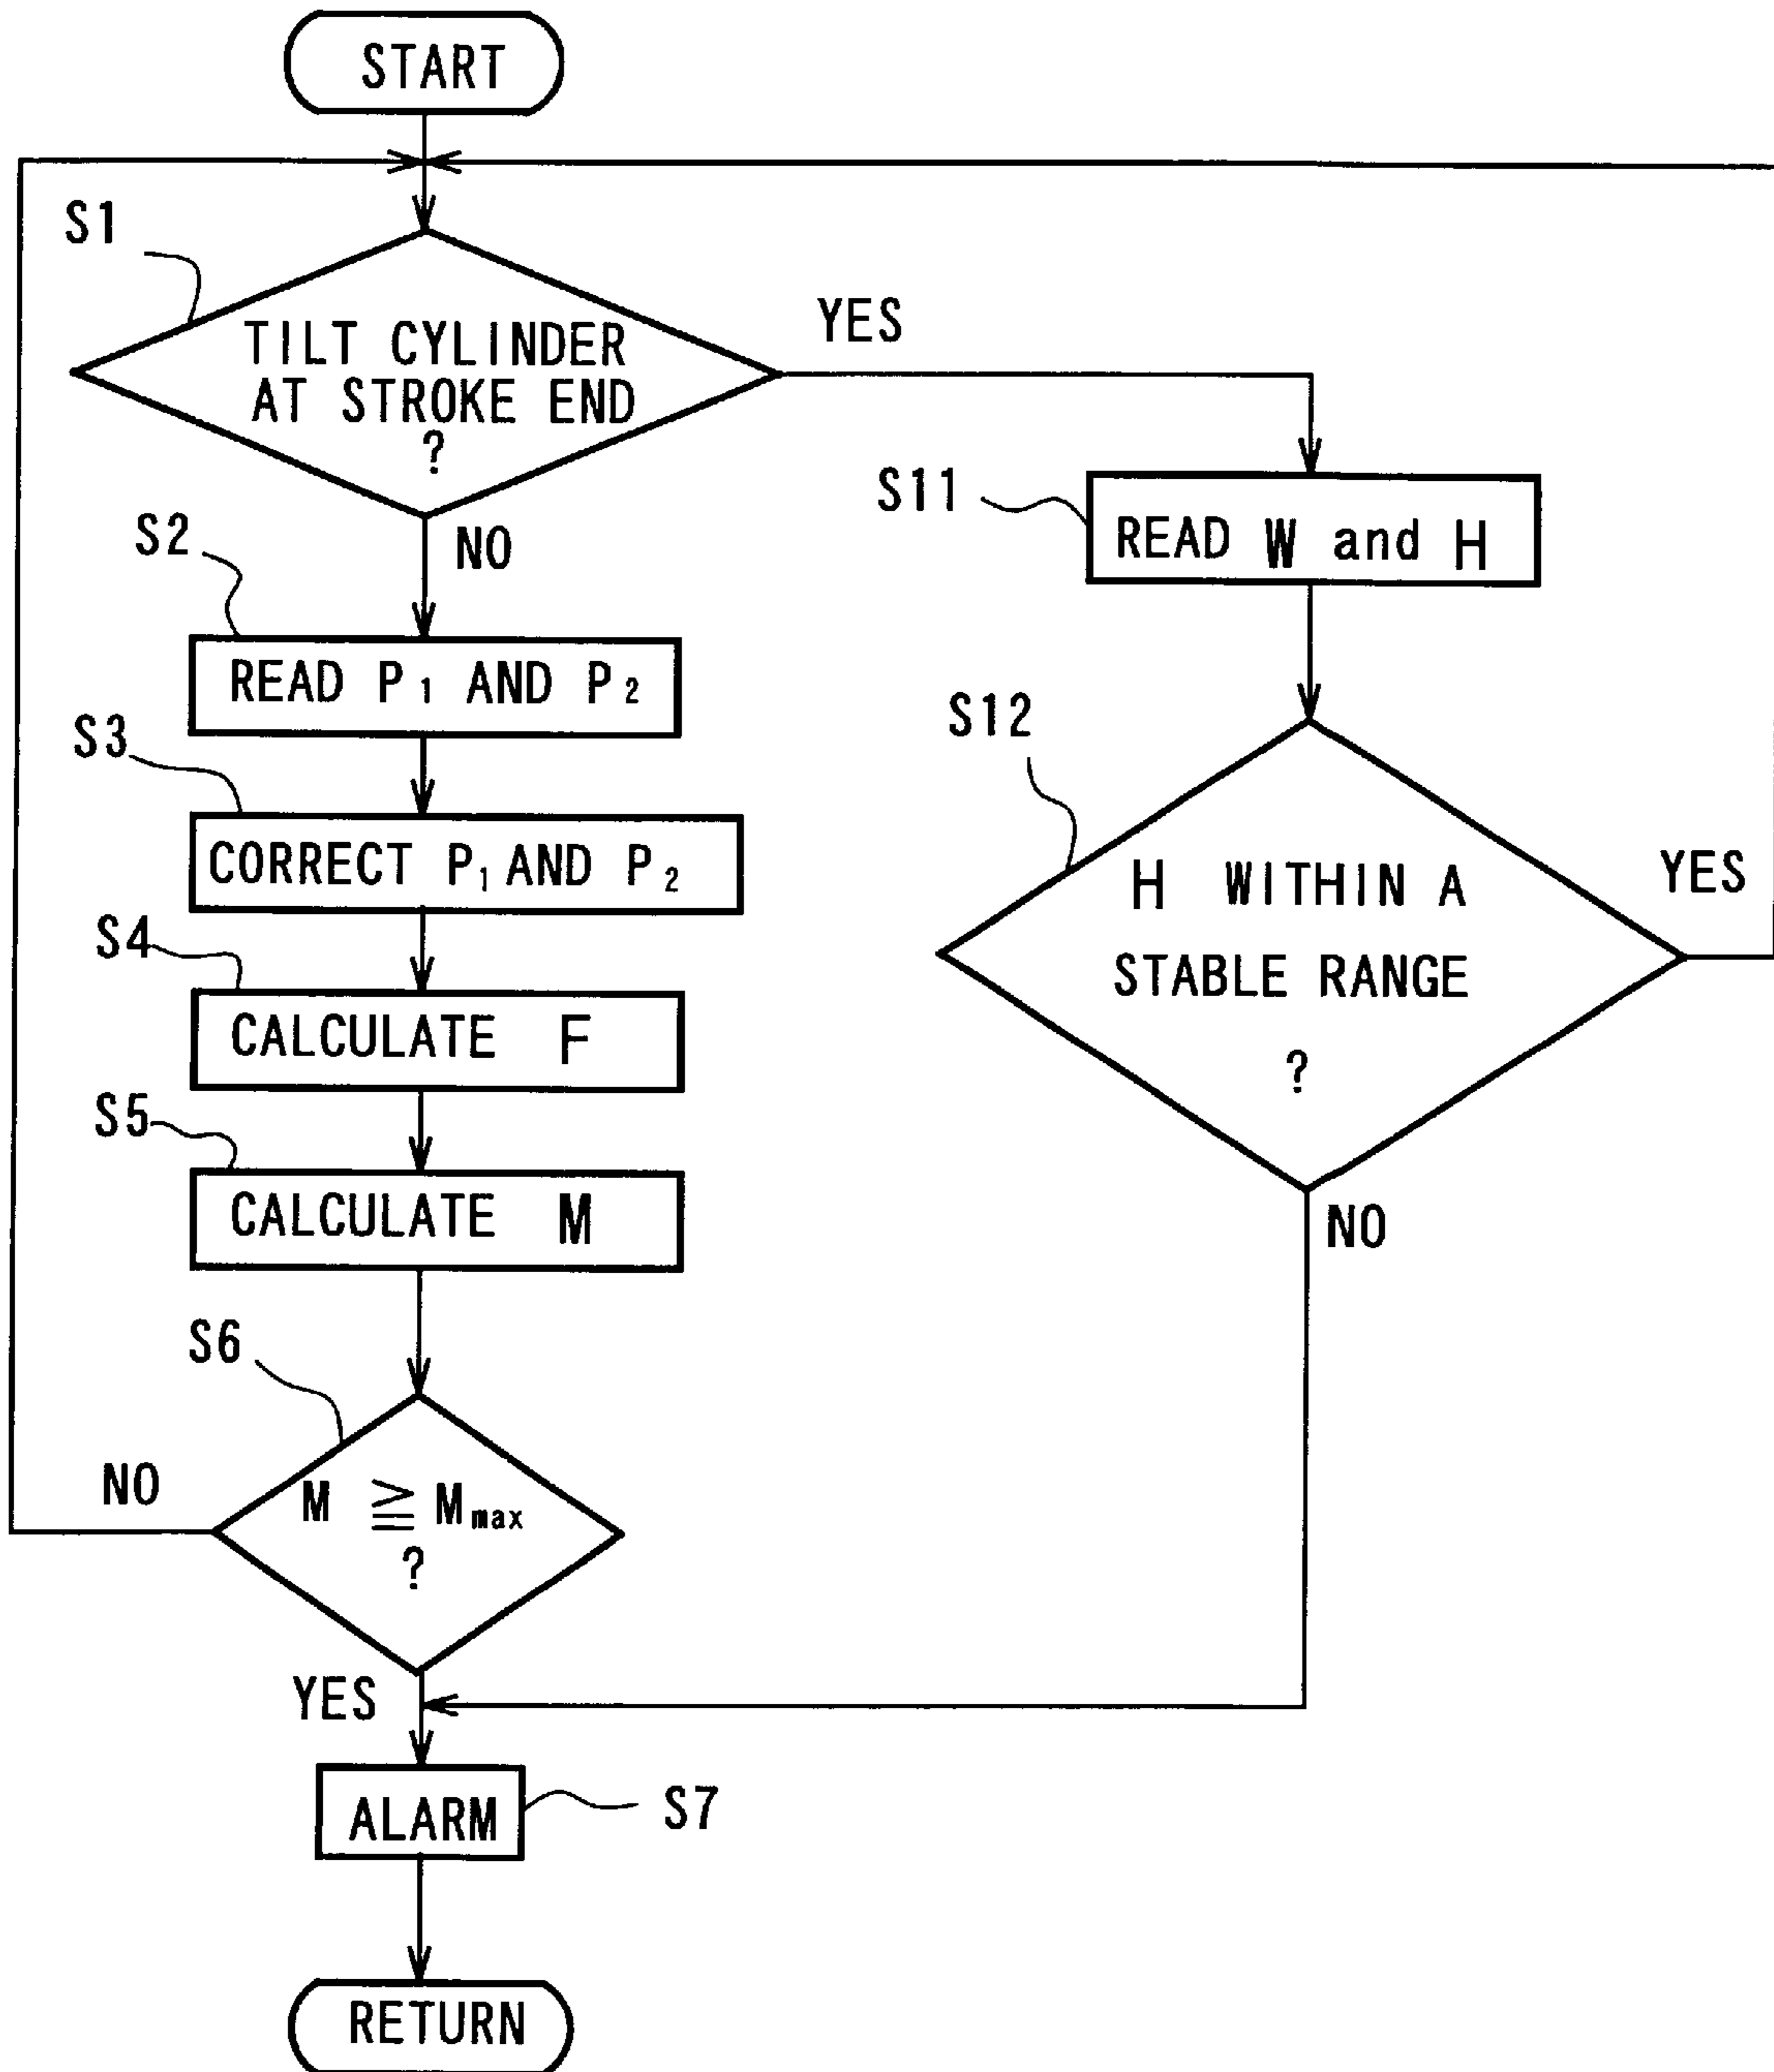 START
S1
TILT CYLINDER
AT STROKE END
?
YES
NO
S11
READ W and H
S2
READ P₁ AND P₂
S3
CORRECT P₁ AND P₂
S12
H WITHIN A
STABLE RANGE
?
YES
NO
S4
CALCULATE F
S5
CALCULATE M
S6
M ≧ Mmax
?
NO
YES
ALARM
S7
RETURN